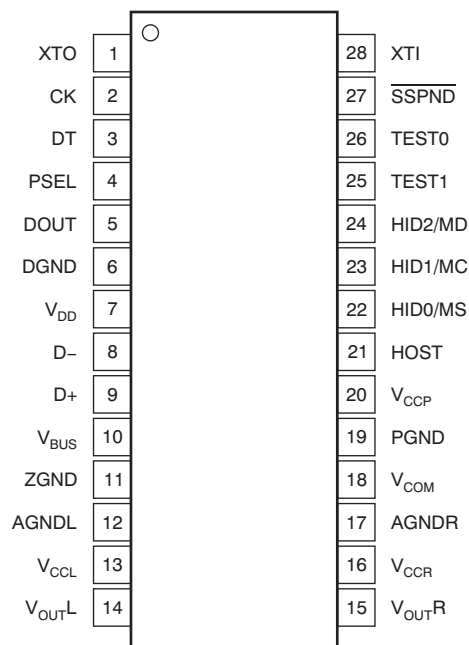 XTO 1 28 XTI
CK 2 27 SSPND
DT 3 26 TEST0
PSEL 4 25 TEST1
DOUT 5 24 HID2/MD
DGND 6 23 HID1/MC
VDD 7 22 HID0/MS
D− 8 21 HOST
D+ 9 20 VCCP
VBUS 10 19 PGND
ZGND 11 18 VCOM
AGNDL 12 17 AGNDR
VCCL 13 16 VCCR
VOUTL 14 15 VOUTR